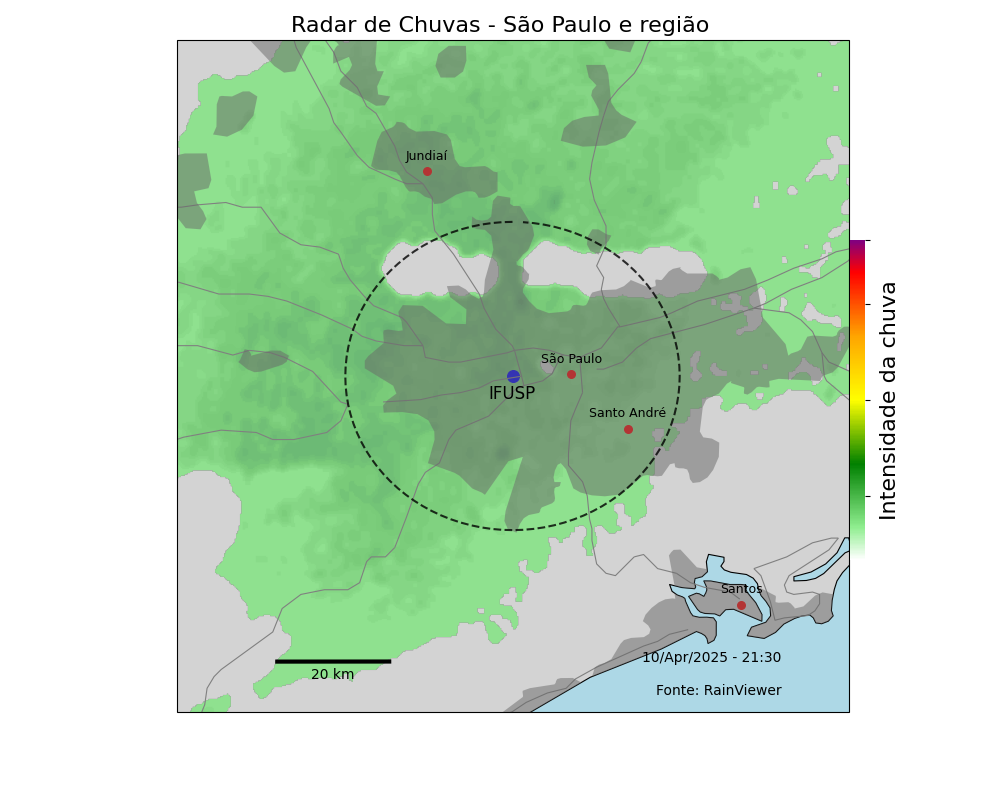 Radar de Chuvas - São Paulo e região
Jundiaí
São Paulo
IFUSP
Santo André
Intensidade da chuva
Santos
10/Apr/2025 - 21:30
20 km
Fonte: RainViewer